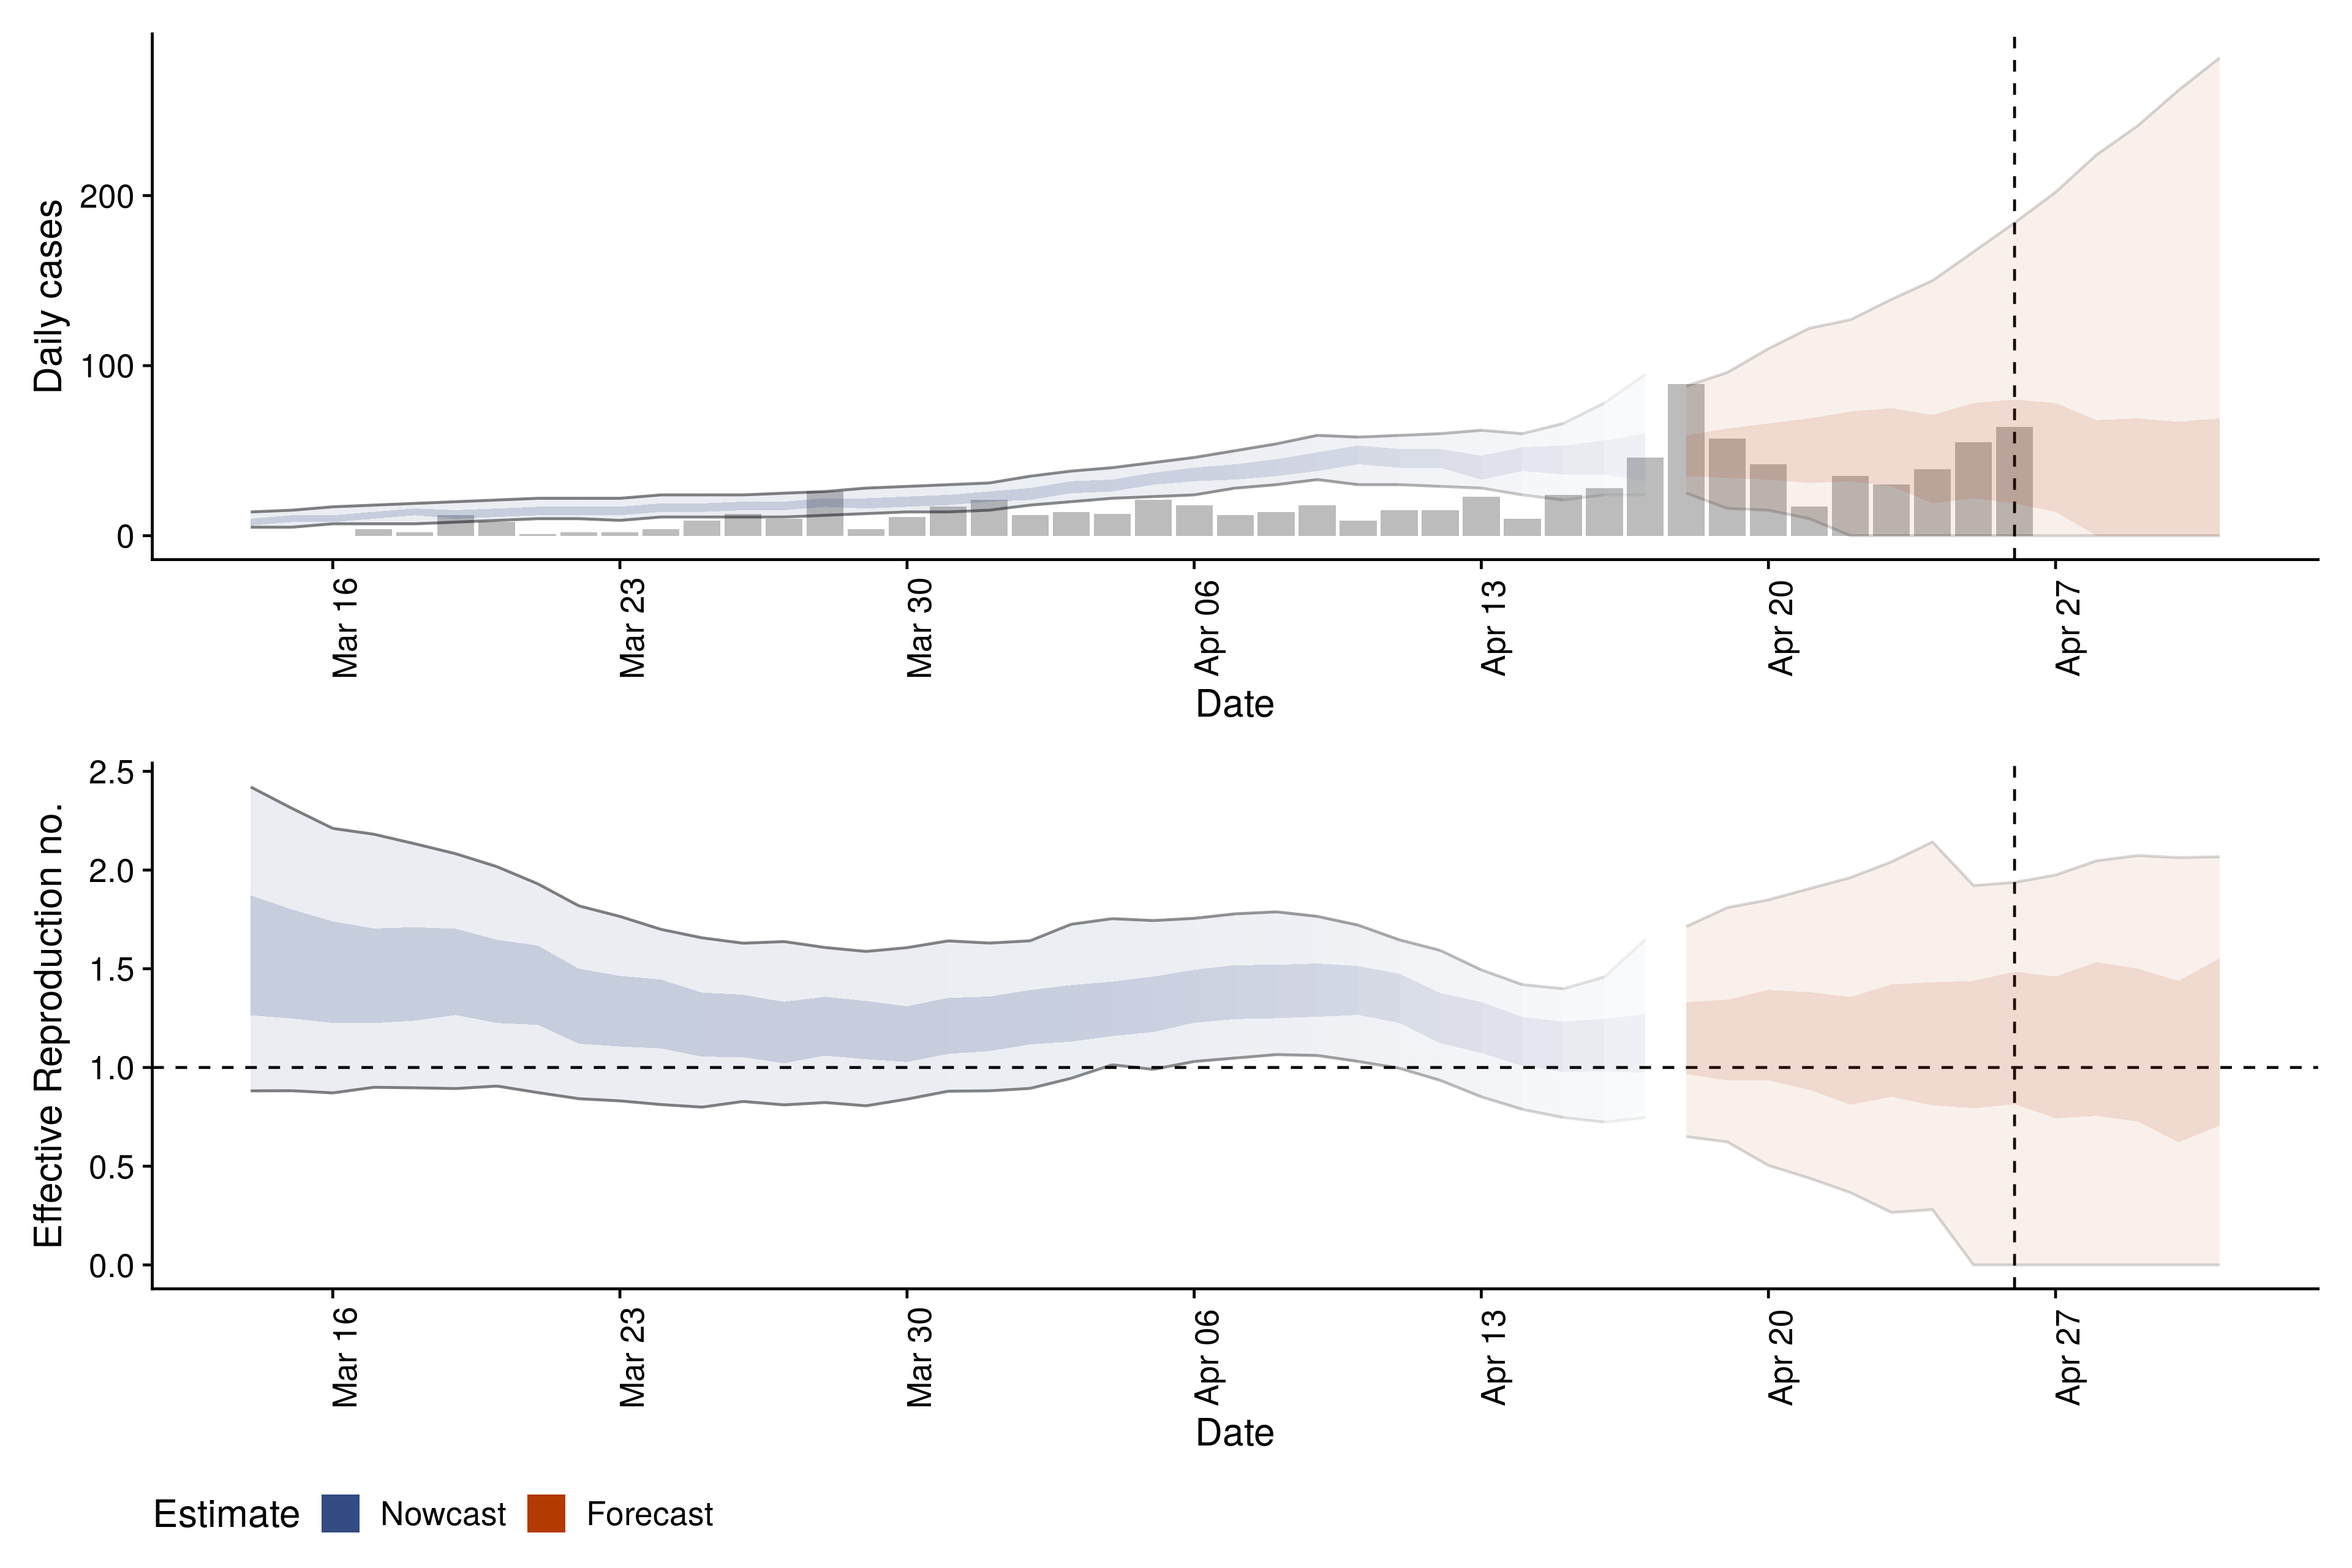 Daily cases
200
100
0
Mar 16
Mar 23
Mar 30
Apr 06
Apr 13
Apr 20
Apr 27
Date
Effective Reproduction no.
2.5
2.0
1.5
1.0
0.5
0.0
Mar 16
Mar 23
Mar 30
Apr 06
Apr 13
Apr 20
Apr 27
Date
Estimate Nowcast Forecast